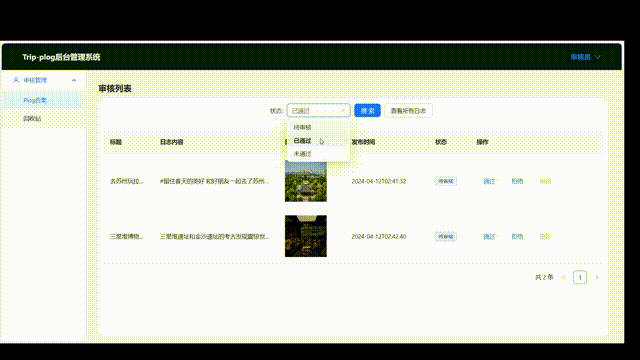 Trip-plog后台管理系统
审核员
审核管理
Plog合集
回收站
审核列表
状态: 已通过 搜 索 查看所有日志
待审核
已通过
未通过
标题 日志内容 发布时间 状态 操作
去苏州玩拉... #留住春天的美好 和好朋友一起去了苏州... 2024-04-12T02:41:32 待审核 通过 拒绝
三星堆博物... 三星堆遗址和金沙遗址的考古发现震惊世... 2024-04-12T02:42:40 待审核 通过 拒绝
共 2 条 < 1 >